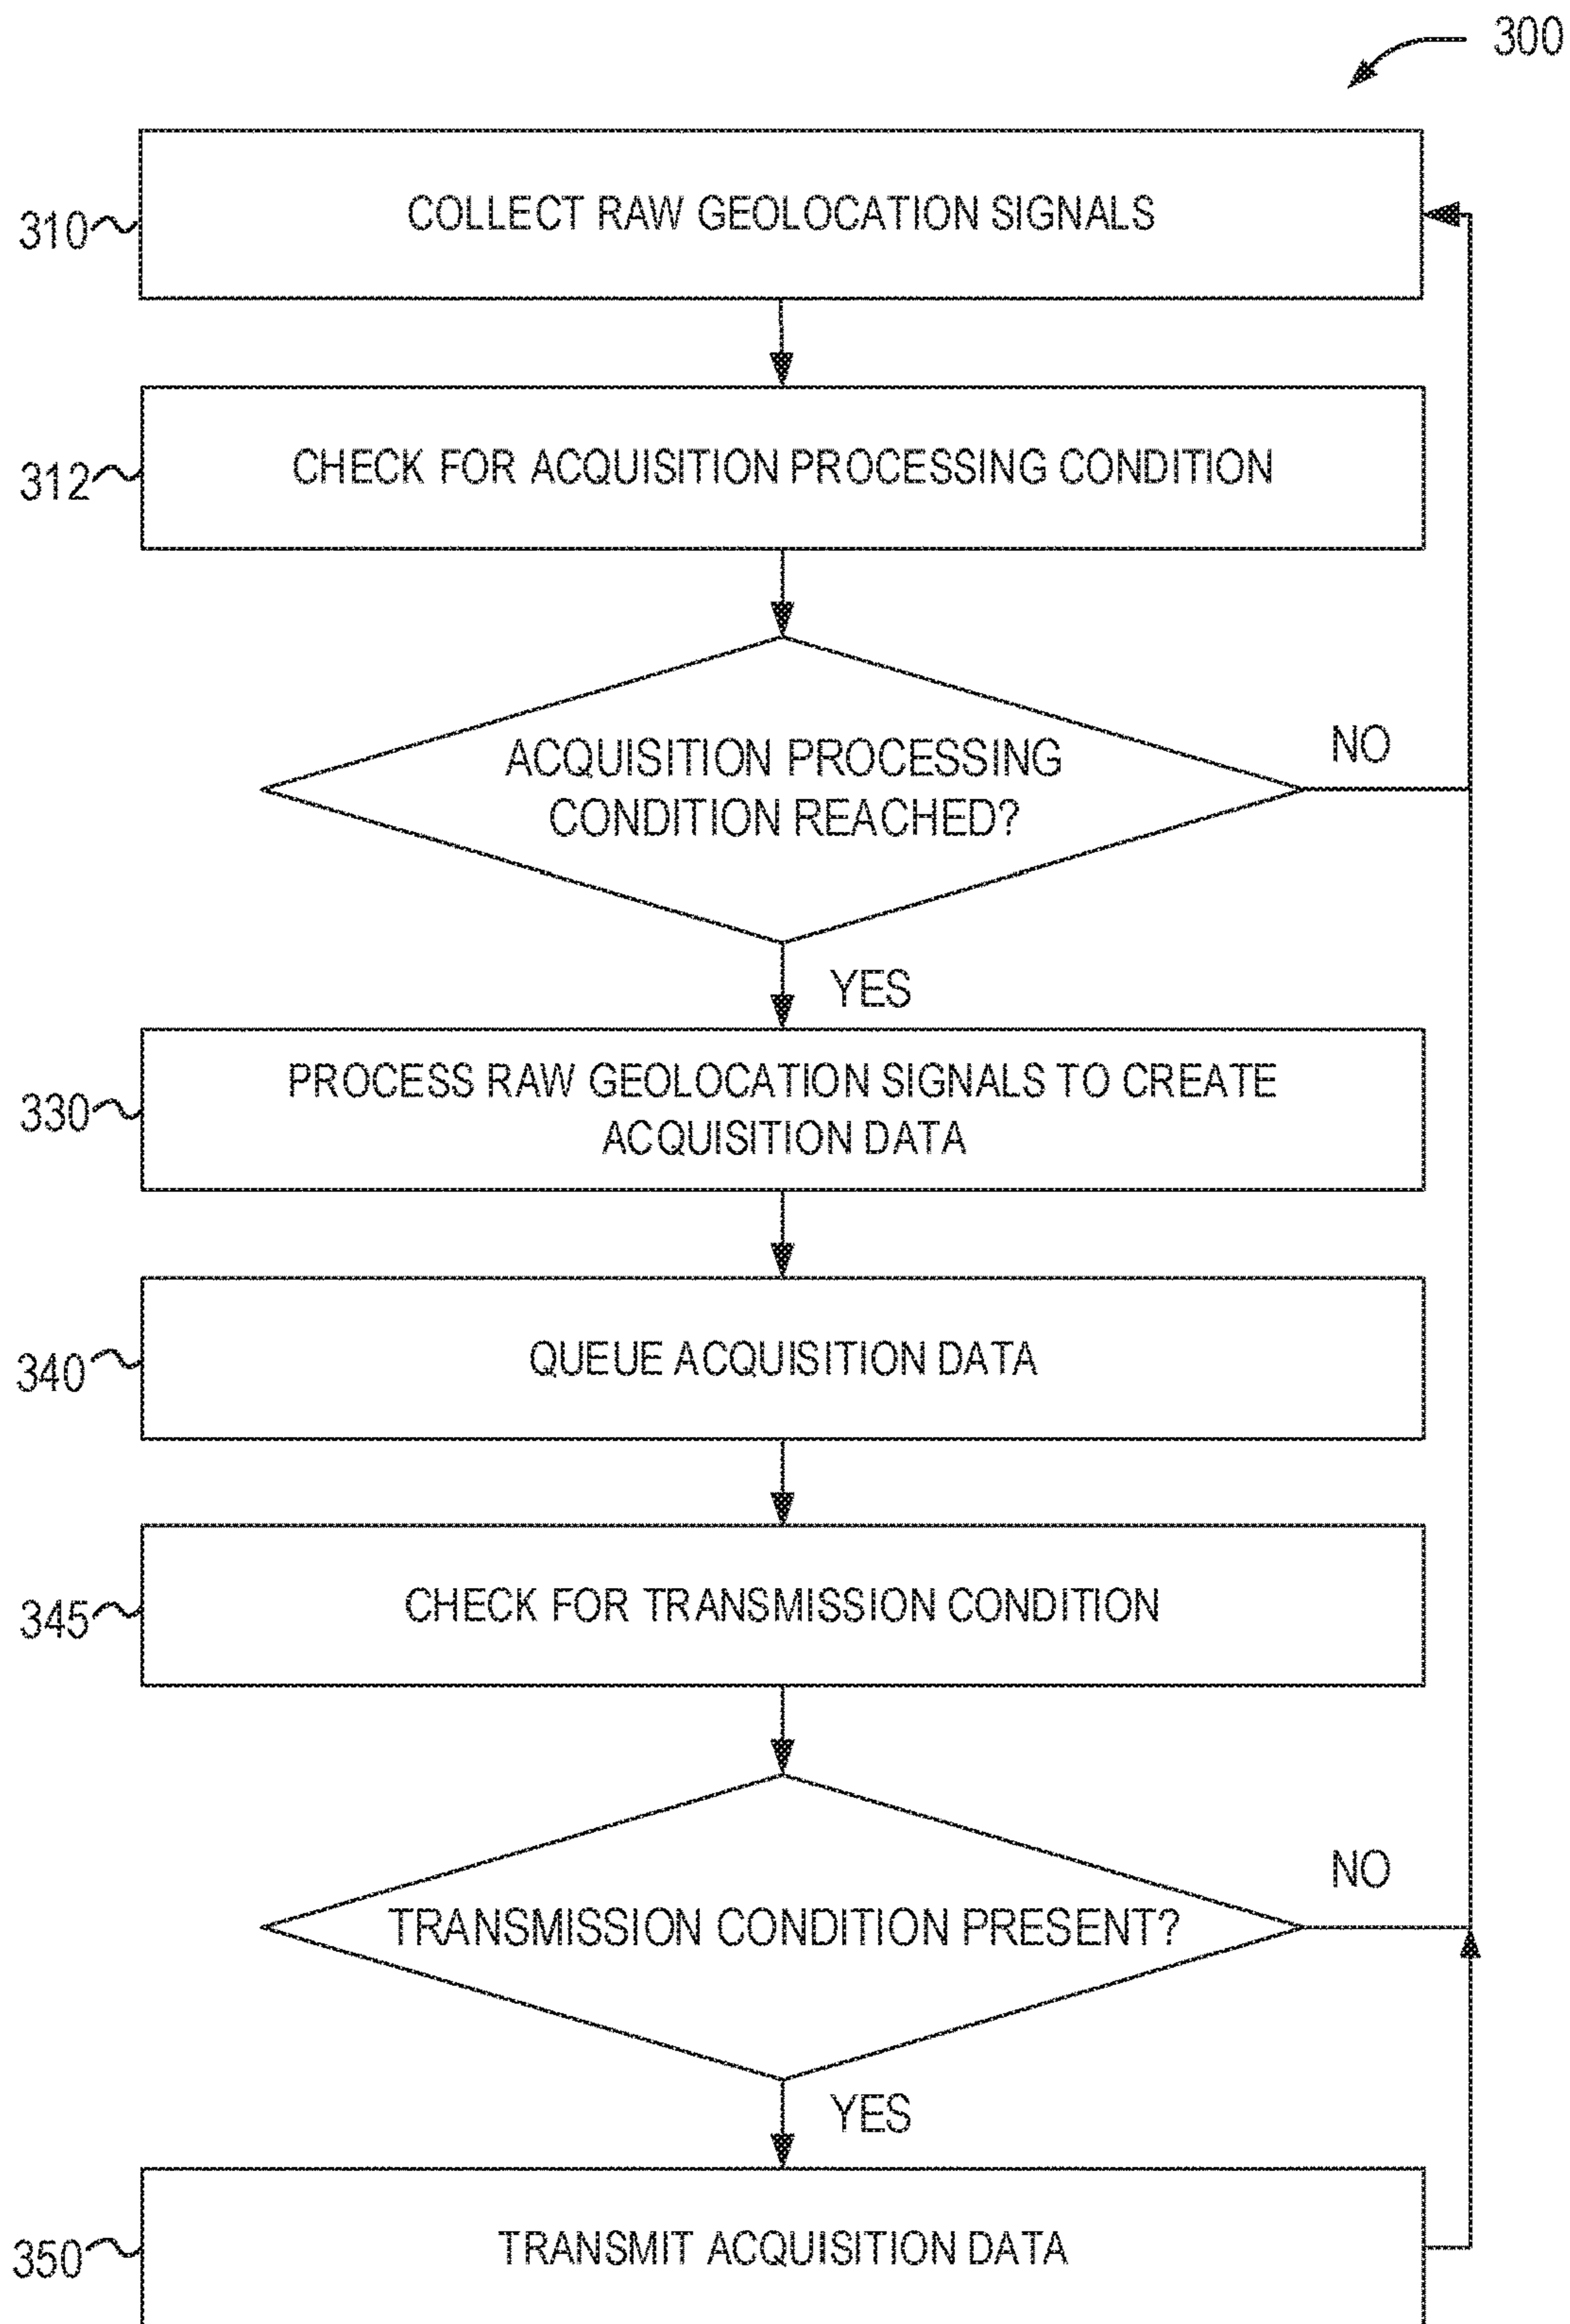 300
310
COLLECT RAW GEOLOCATION SIGNALS
312
CHECK FOR ACQUISITION PROCESSING CONDITION
ACQUISITION PROCESSING
CONDITION REACHED?
NO
YES
330
PROCESS RAW GEOLOCATION SIGNALS TO CREATE
ACQUISITION DATA
340
QUEUE ACQUISITION DATA
345
CHECK FOR TRANSMISSION CONDITION
TRANSMISSION CONDITION PRESENT?
NO
YES
350
TRANSMIT ACQUISITION DATA